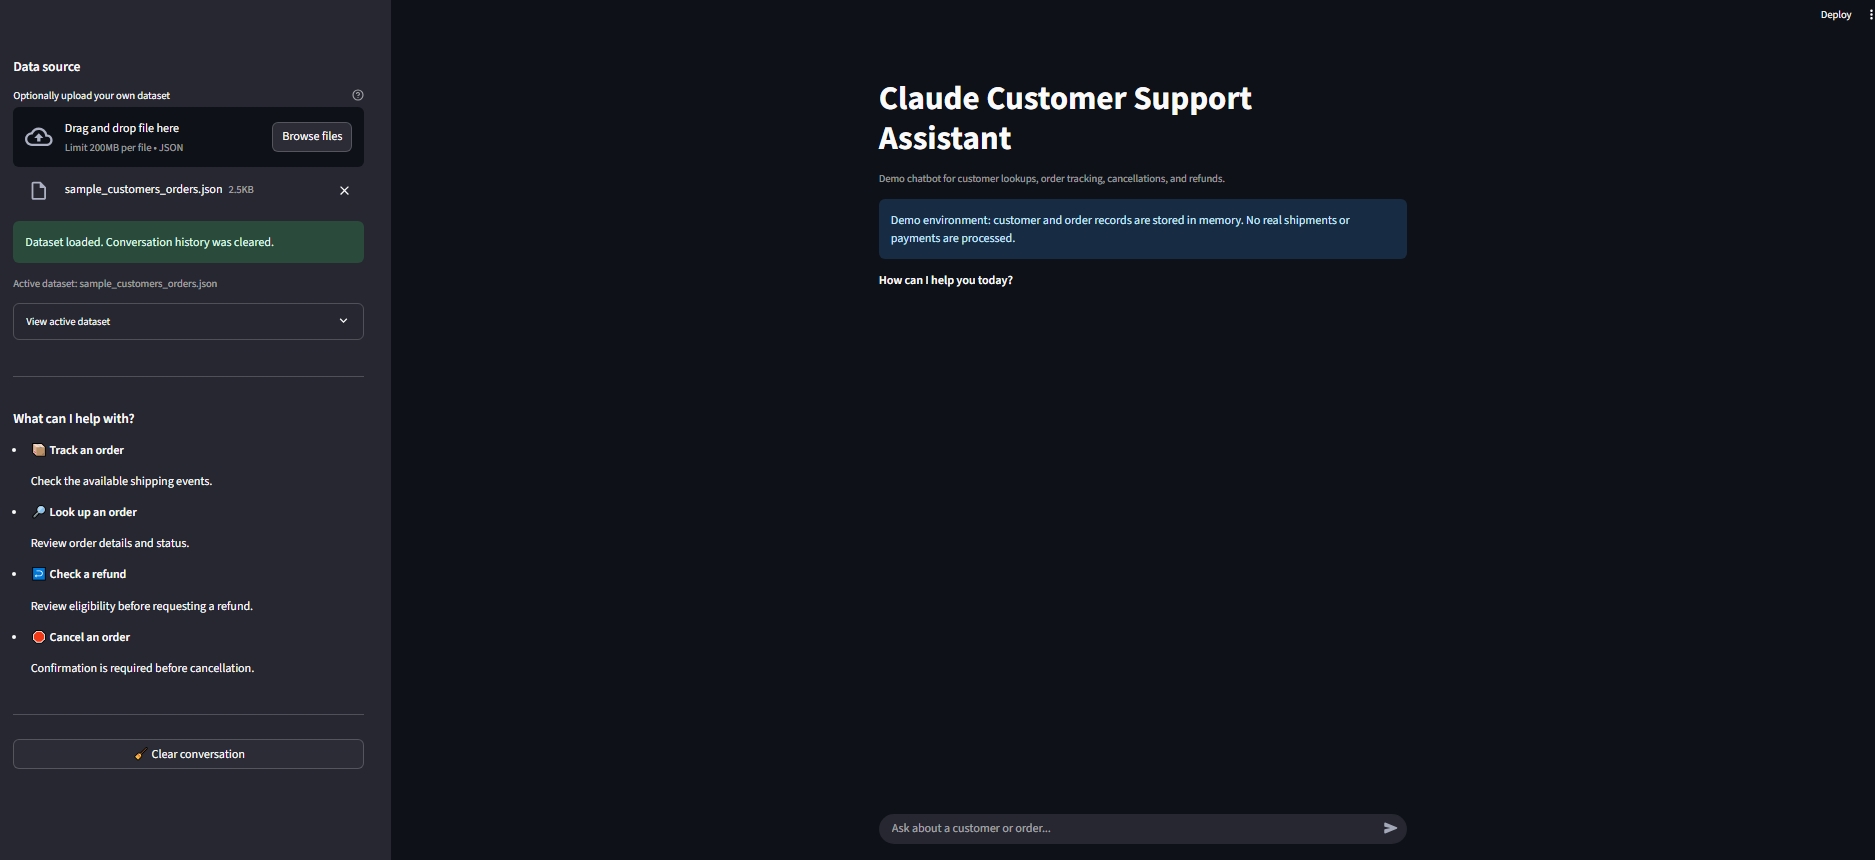 Deploy
Data source
Optionally upload your own dataset
Drag and drop file here
Limit 200MB per file • JSON
Browse files
sample_customers_orders.json 2.5KB
Dataset loaded. Conversation history was cleared.
Active dataset: sample_customers_orders.json
View active dataset
What can I help with?
Track an order
Check the available shipping events.
Look up an order
Review order details and status.
Check a refund
Review eligibility before requesting a refund.
Cancel an order
Confirmation is required before cancellation.
Clear conversation
Claude Customer Support
Assistant
Demo chatbot for customer lookups, order tracking, cancellations, and refunds.
Demo environment: customer and order records are stored in memory. No real shipments or
payments are processed.
How can I help you today?
Ask about a customer or order...